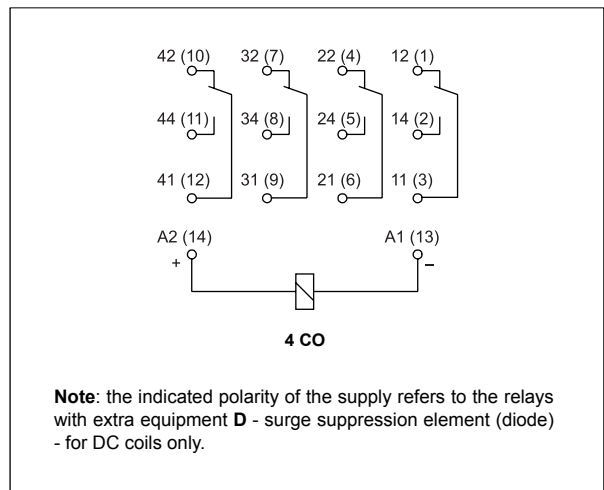 42 (10) 32 (7) 22 (4) 12 (1)
44 (11) 34 (8) 24 (5) 14 (2)
41 (12) 31 (9) 21 (6) 11 (3)
A2 (14) A1 (13)
+ –
4 CO
Note: the indicated polarity of the supply refers to the relays
with extra equipment D - surge suppression element (diode)
- for DC coils only.